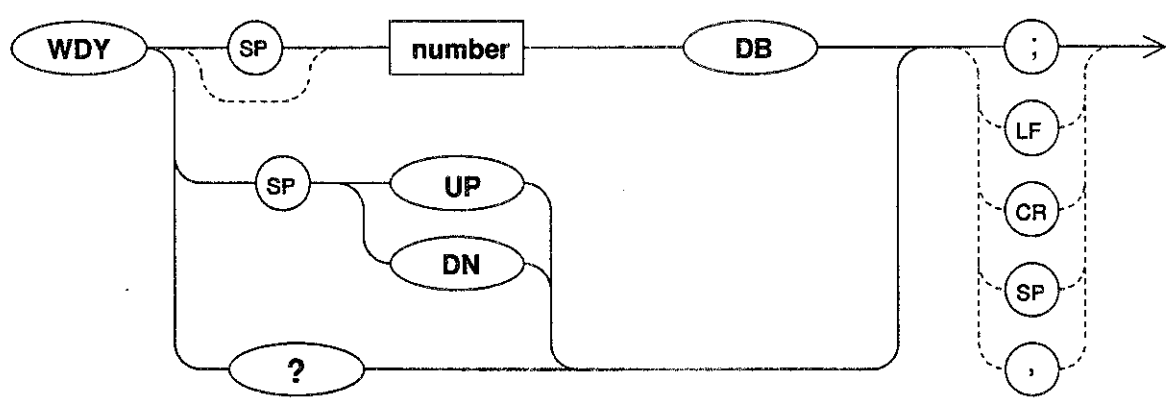 WDY SP number DB ;
LF
SP UP
CR
DN
SP
?
,